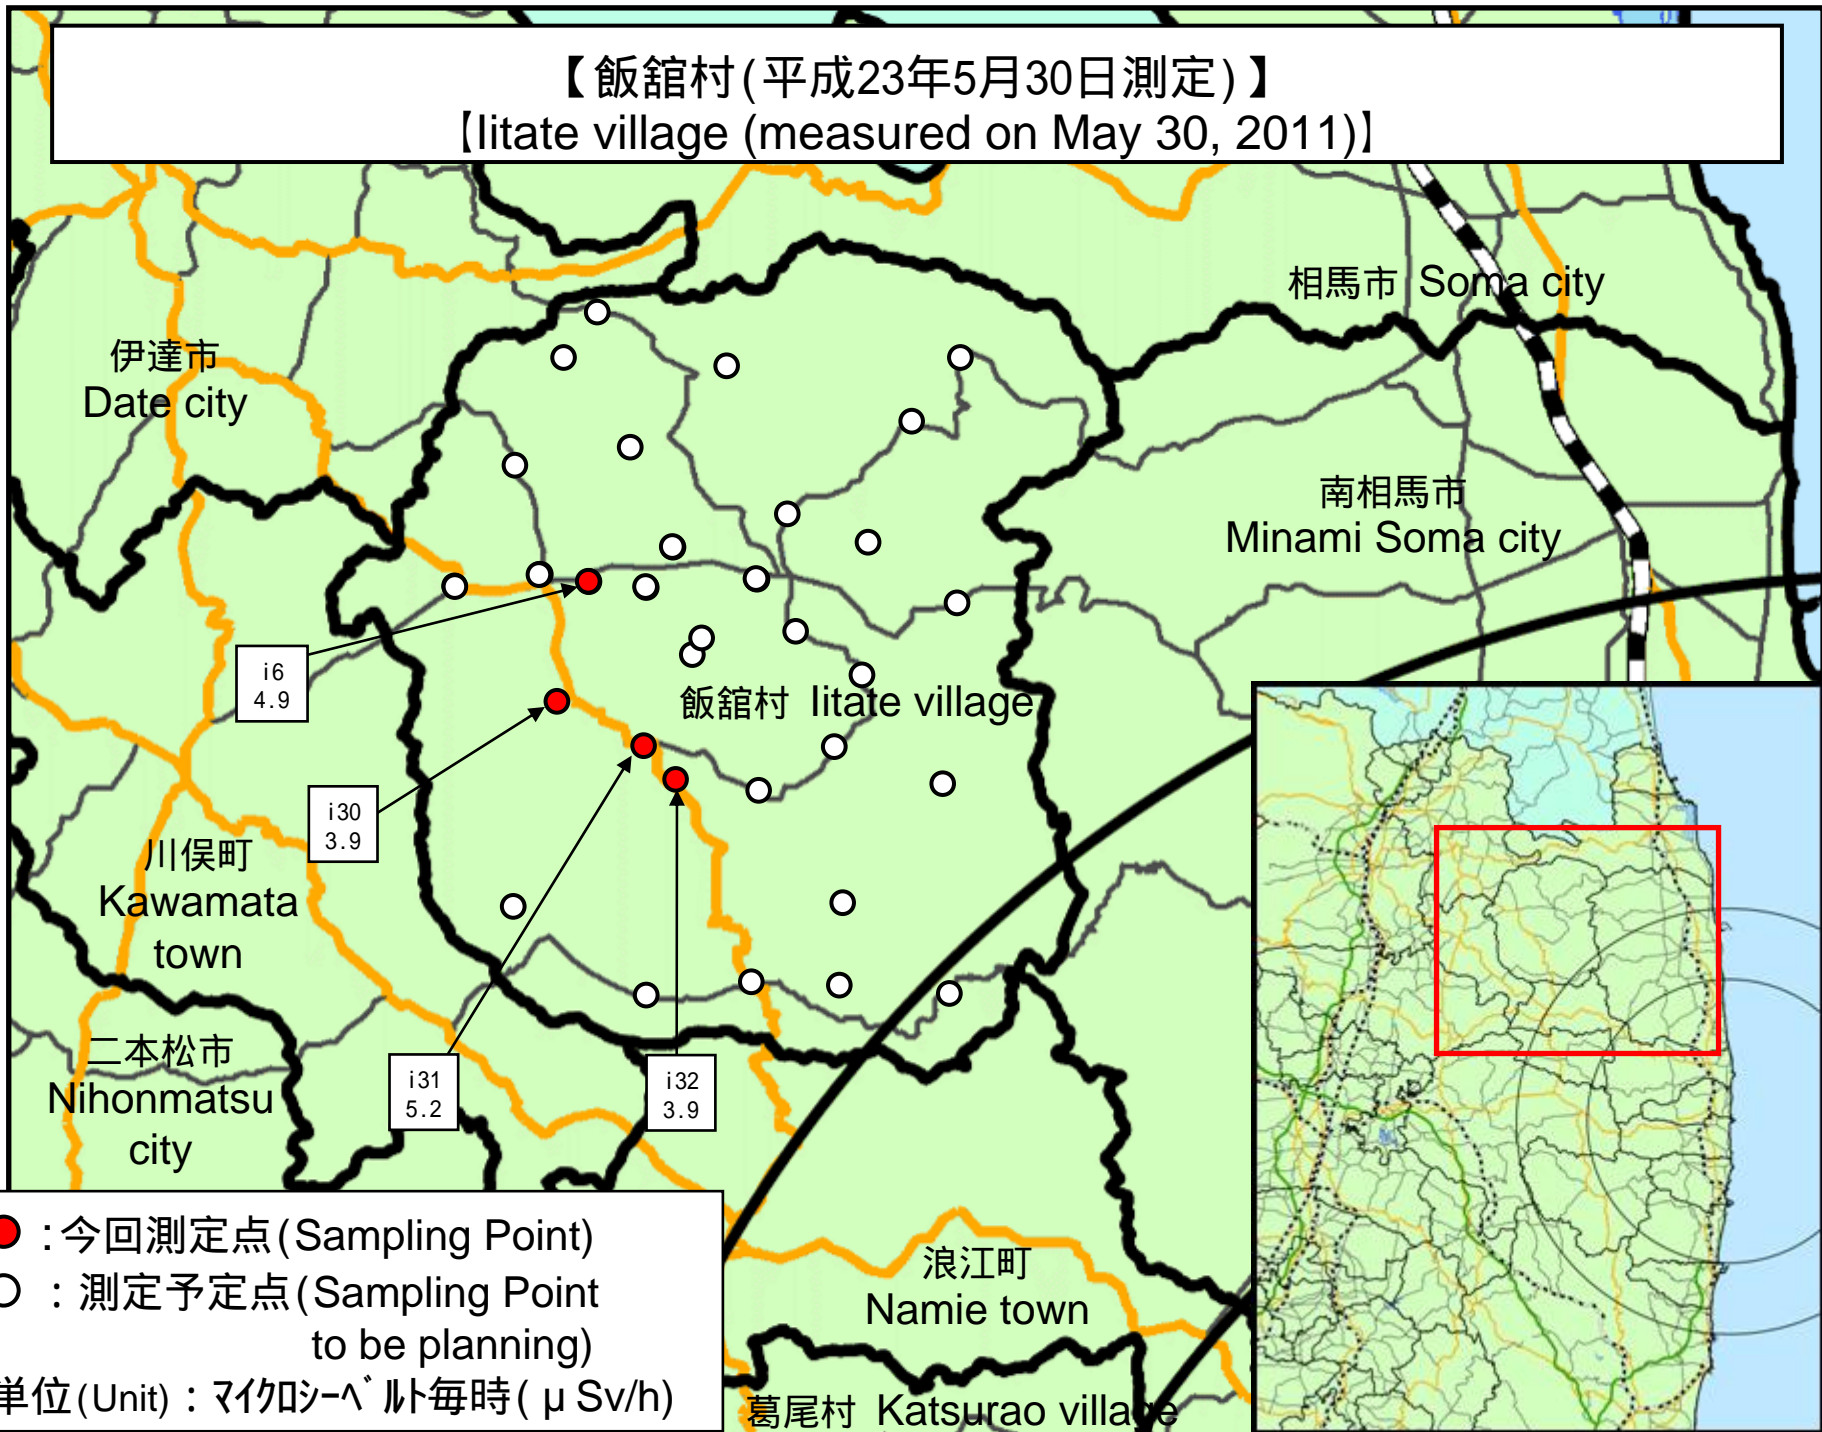 【飯舘村(平成23年5月30日測定)】
【Iitate village (measured on May 30, 2011)】
相馬市 Soma city
伊達市
Date city
南相馬市
Minami Soma city
i6
4.9
飯舘村 Iitate village
i30
3.9
川俣町
Kawamata
town
二本松市
Nihonmatsu
city
i31
5.2
i32
3.9
:今回測定点(Sampling Point)
:測定予定点(Sampling Point
to be planning)
単位(Unit):マイクロシーベルト毎時(μSv/h)
浪江町
Namie town
葛尾村 Katsurao village